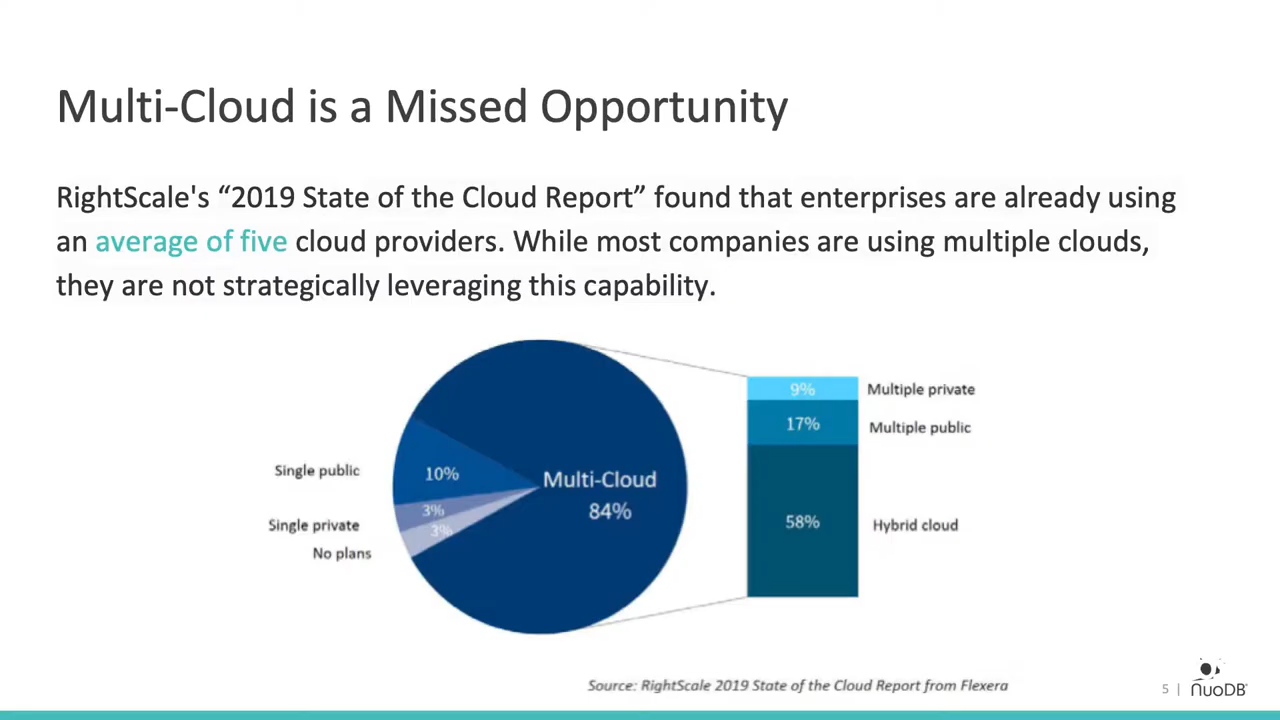 Multi-Cloud is a Missed Opportunity
RightScale's “2019 State of the Cloud Report” found that enterprises are already using
an average of five cloud providers. While most companies are using multiple clouds,
they are not strategically leveraging this capability.
9%
Multiple private
17%
Multiple public
Single public
10%
Multi-Cloud
84%
3%
Single private
3%
No plans
58%
Hybrid cloud
Source: RightScale 2019 State of the Cloud Report from Flexera
5 |
NUODB